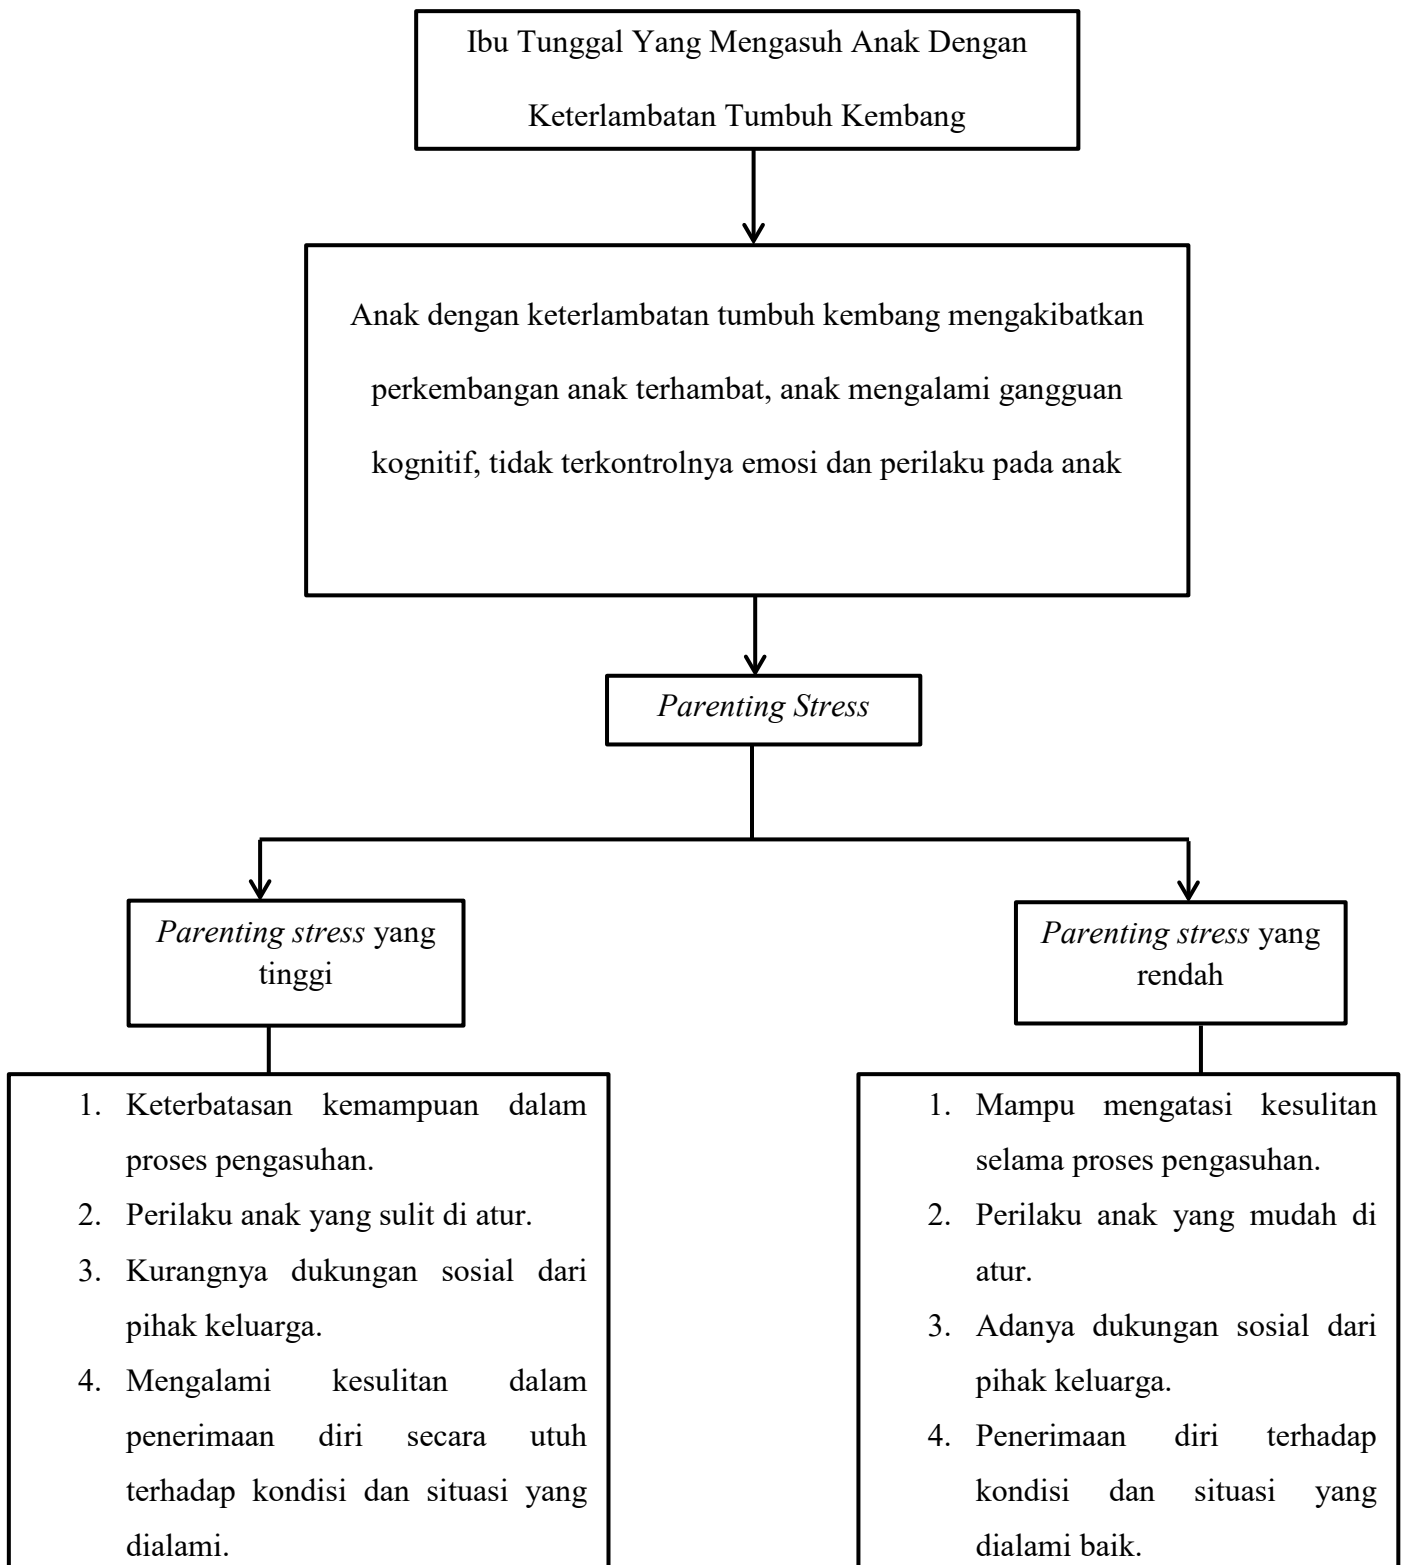 Ibu Tunggal Yang Mengasuh Anak Dengan
Keterlambatan Tumbuh Kembang
Anak dengan keterlambatan tumbuh kembang mengakibatkan
perkembangan anak terhambat, anak mengalami gangguan
kognitif, tidak terkontrolnya emosi dan perilaku pada anak
Parenting Stress
Parenting stress yang
tinggi
Parenting stress yang
rendah
1. Keterbatasan kemampuan dalam
proses pengasuhan.
2. Perilaku anak yang sulit di atur.
3. Kurangnya dukungan sosial dari
pihak keluarga.
4. Mengalami kesulitan dalam
penerimaan diri secara utuh
terhadap kondisi dan situasi yang
dialami.
1. Mampu mengatasi kesulitan
selama proses pengasuhan.
2. Perilaku anak yang mudah di
atur.
3. Adanya dukungan sosial dari
pihak keluarga.
4. Penerimaan diri terhadap
kondisi dan situasi yang
dialami baik.